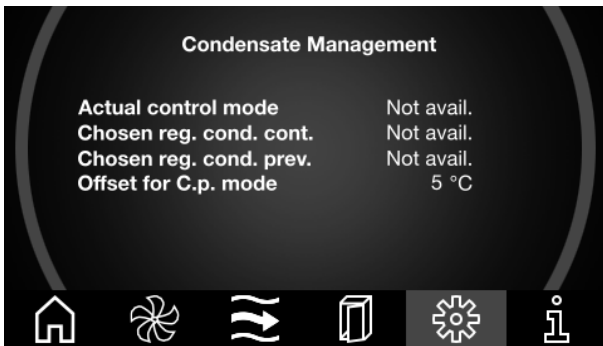 Condensate Management
Actual control mode Not avail.
Chosen reg. cond. cont. Not avail.
Chosen reg. cond. prev. Not avail.
Offset for C.p. mode 5 °C